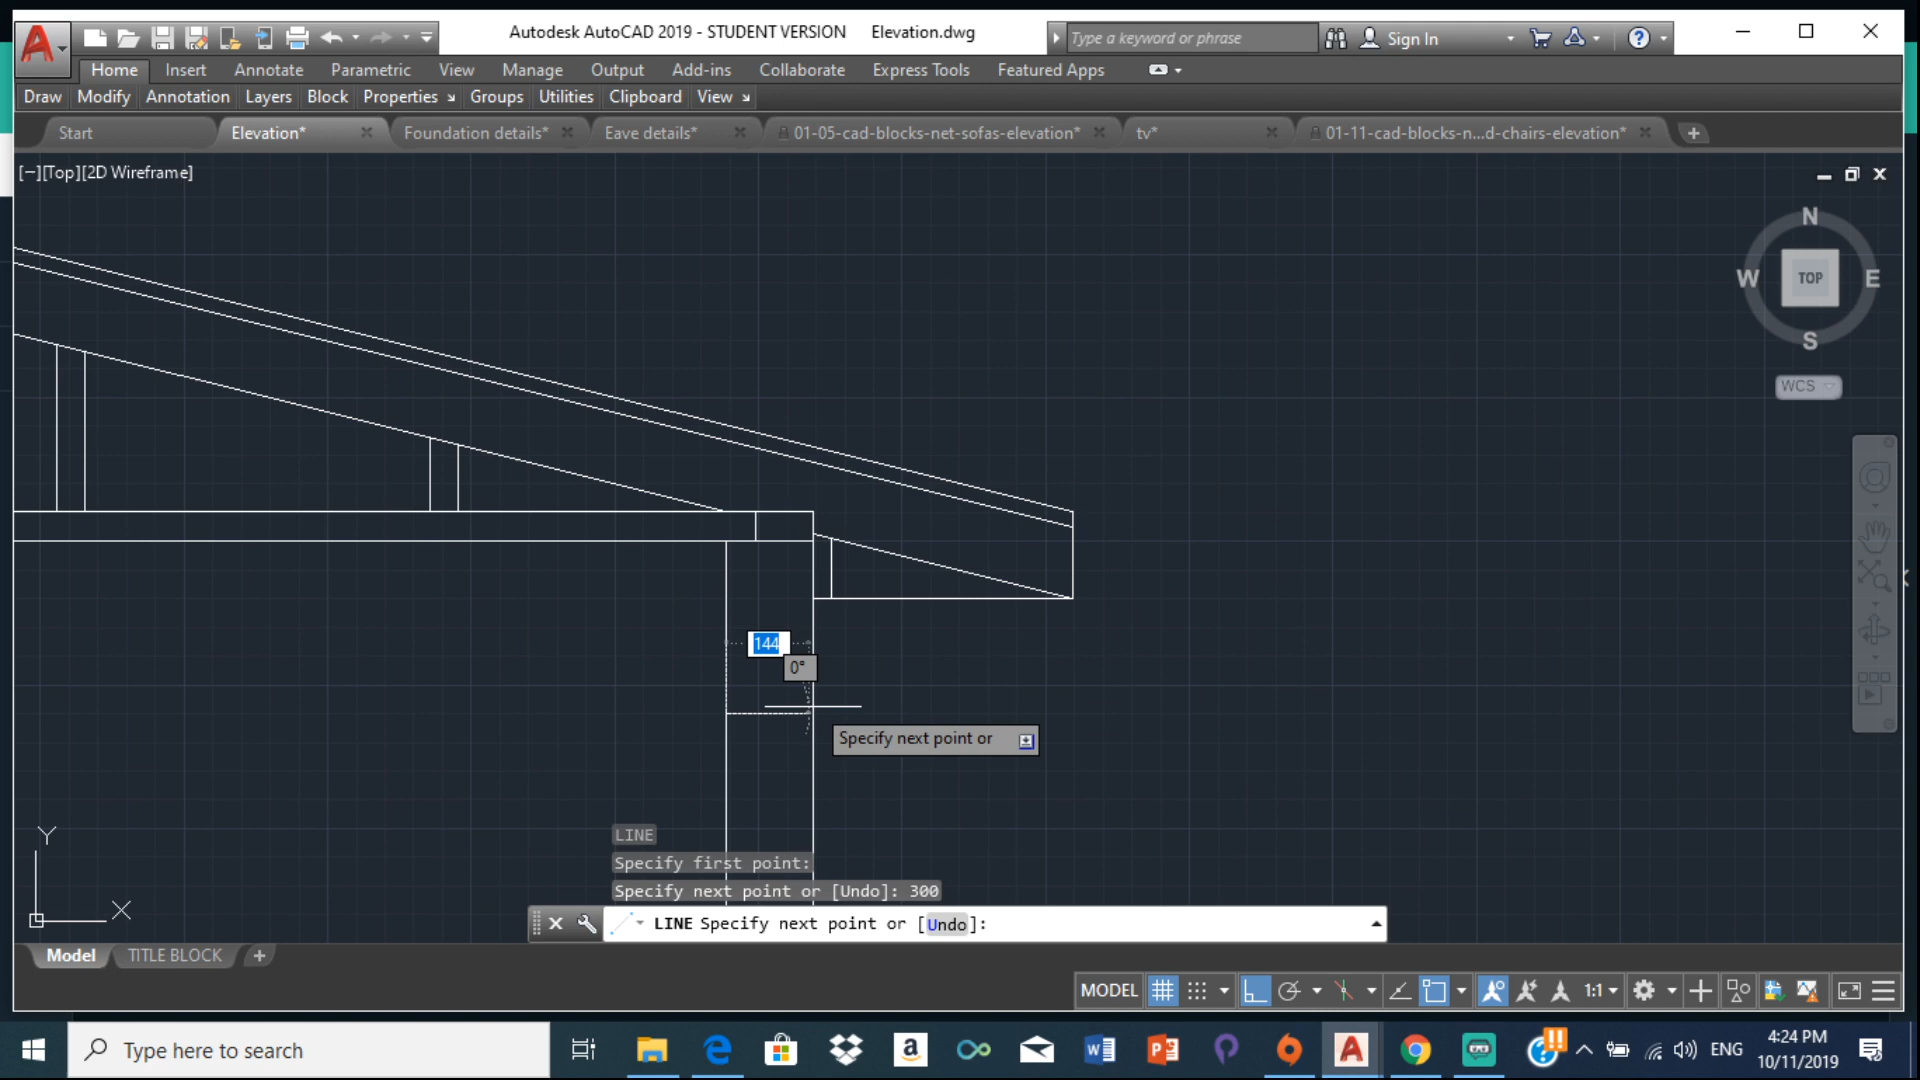 Autodesk AutoCAD 2019 - STUDENT VERSION Elevation.dwg
Type a keyword or phrase
Sign In
Home Insert Annotate Parametric View Manage Output Add-ins Collaborate Express Tools Featured Apps
Draw Modify Annotation Layers Block Properties Groups Utilities Clipboard View
Start Elevation* Foundation details* Eave details* 01-05-cad-blocks-net-sofas-elevation* tv* 01-11-cad-blocks-n...d-chairs-elevation*
[−][Top][2D Wireframe]
N
W TOP E
S
WCS
144
0°
Specify next point or
Y
X
LINE
Specify first point:
Specify next point or [Undo]: 300
LINE Specify next point or [Undo]:
Model TITLE BLOCK
MODEL 1:1
Type here to search
ENG
4:24 PM
10/11/2019